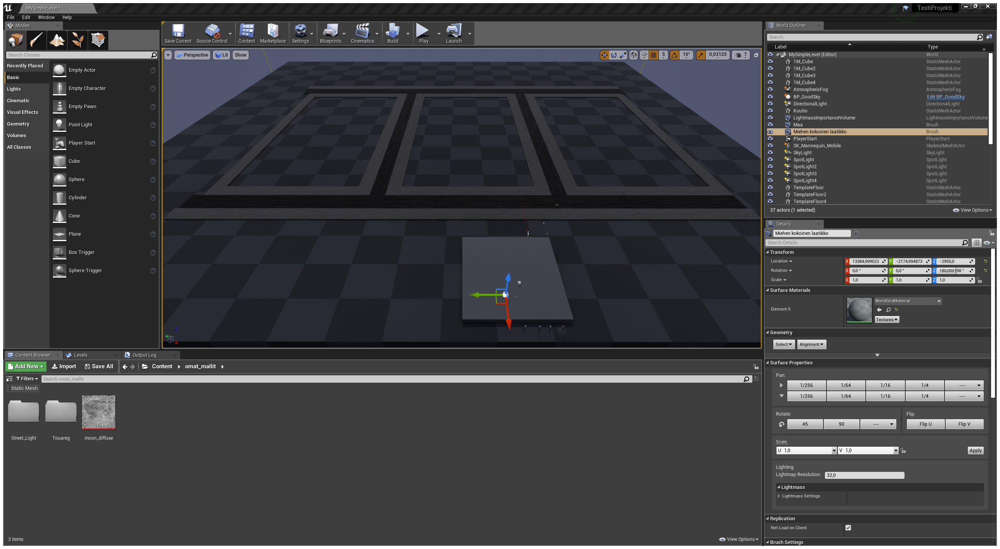 MySimpleLevel*
TestiProjekti
File Edit Window Help
Modes
Search Classes
Recently Placed
Basic
Lights
Cinematic
Visual Effects
Geometry
Volumes
All Classes
Empty Actor
Empty Character
Empty Pawn
Point Light
Player Start
Cube
Sphere
Cylinder
Cone
Plane
Box Trigger
Sphere Trigger
Save Current Source Control Content Marketplace Settings Blueprints Cinematics Build Play Launch
Perspective Lit Show 5 10° 0,03125 7
Z
Y
X
World Outliner
Search...
Label Type
MySimpleLevel (Editor) World
1M_Cube StaticMeshActor
1M_Cube2 StaticMeshActor
1M_Cube3 StaticMeshActor
1M_Cube4 StaticMeshActor
AtmosphericFog AtmosphericFog
BP_GoodSky Edit BP_GoodSky
DirectionalLight DirectionalLight
Kuutio StaticMeshActor
LightmassImportanceVolume LightmassImportanceVolume
Maa Brush
Miehen kokoinen laatikko Brush
PlayerStart PlayerStart
SK_Mannequin_Mobile SkeletalMeshActor
SkyLight SkyLight
SpotLight SpotLight
SpotLight2 SpotLight
SpotLight3 SpotLight
SpotLight4 SpotLight
TemplateFloor StaticMeshActor
TemplateFloor2 StaticMeshActor
TemplateFloor4 StaticMeshActor
37 actors (1 selected) View Options
Details
Miehen kokoinen laatikko
Search Details
Transform
Location X 13384,999023 Y -2174,994873 Z -2955,0
Rotation X 0,0 ° Y 0,0 ° Z 180,000198 °
Scale X 1,0 Y 1,0 Z 1,0
Surface Materials
Element 0 WorldGridMaterial
Textures
Geometry
Select Alignment
Surface Properties
Pan:
1/256 1/64 1/16 1/4 ---
1/256 1/64 1/16 1/4 ---
Rotate: Flip:
45 90 --- Flip U Flip V
Scale:
U 1,0 V 1,0 Apply
Lighting:
Lightmap Resolution: 32,0
Lightmass
Lightmass Settings
Replication
Net Load on Client
Brush Settings
Content Browser Levels Output Log
Add New Import Save All Content omat_mallit
Filters Search omat_mallit
Static Mesh
Street_Light Touareg moon_diffuse
3 items View Options